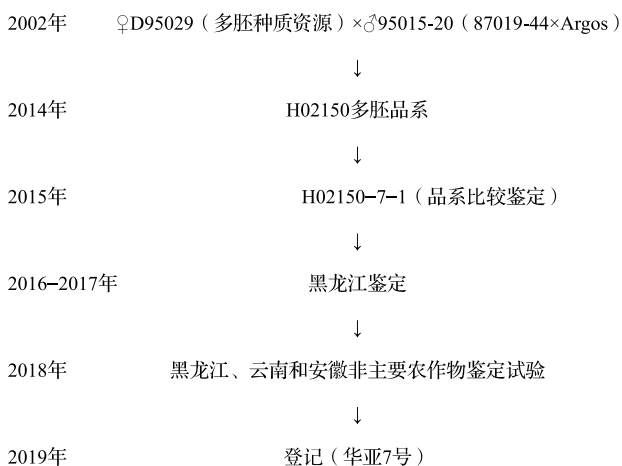 2002年 ♀D95029（多胚种质资源）×♂95015-20（87019-44×Argos）
↓
2014年 H02150多胚品系
↓
2015年 H02150-7-1（品系比较鉴定）
↓
2016-2017年 黑龙江鉴定
↓
2018年 黑龙江、云南和安徽非主要农作物鉴定试验
↓
2019年 登记（华亚7号）